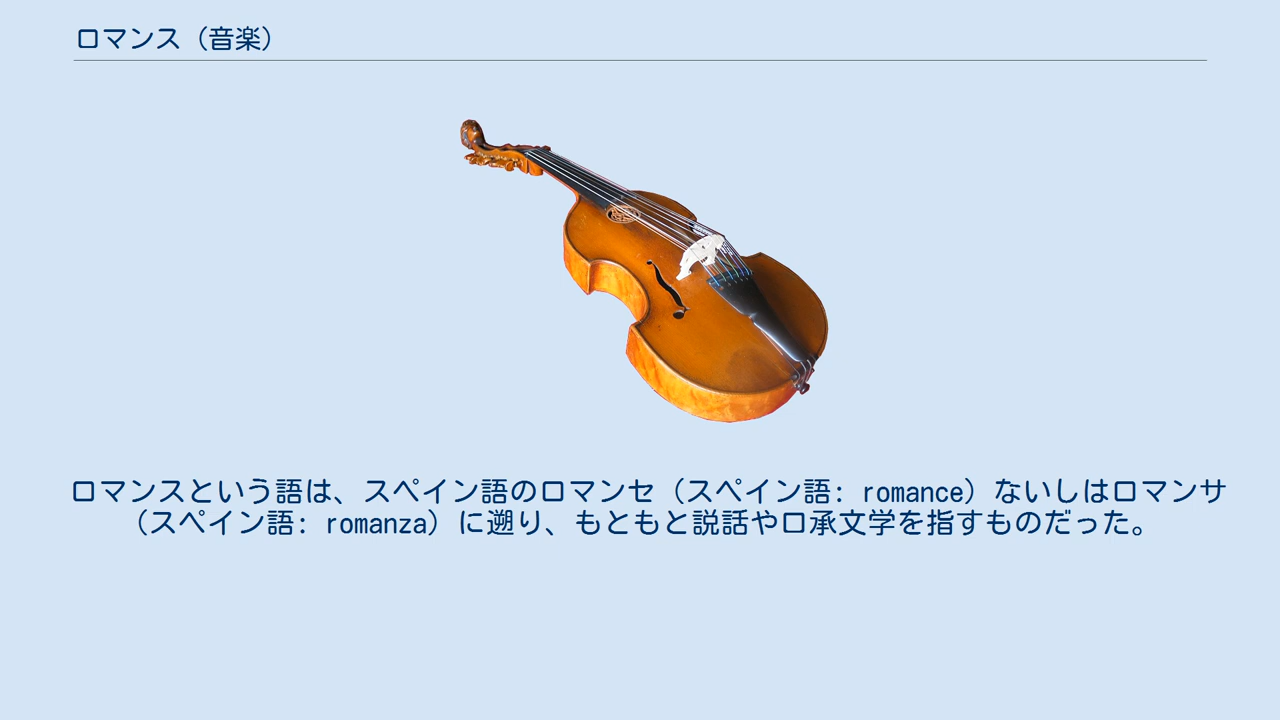 ロマンス（音楽）
ロマンスという語は、スペイン語のロマンセ（スペイン語: romance）ないしはロマンサ
（スペイン語: romanza）に遡り、もともと説話や口承文学を指すものだった。